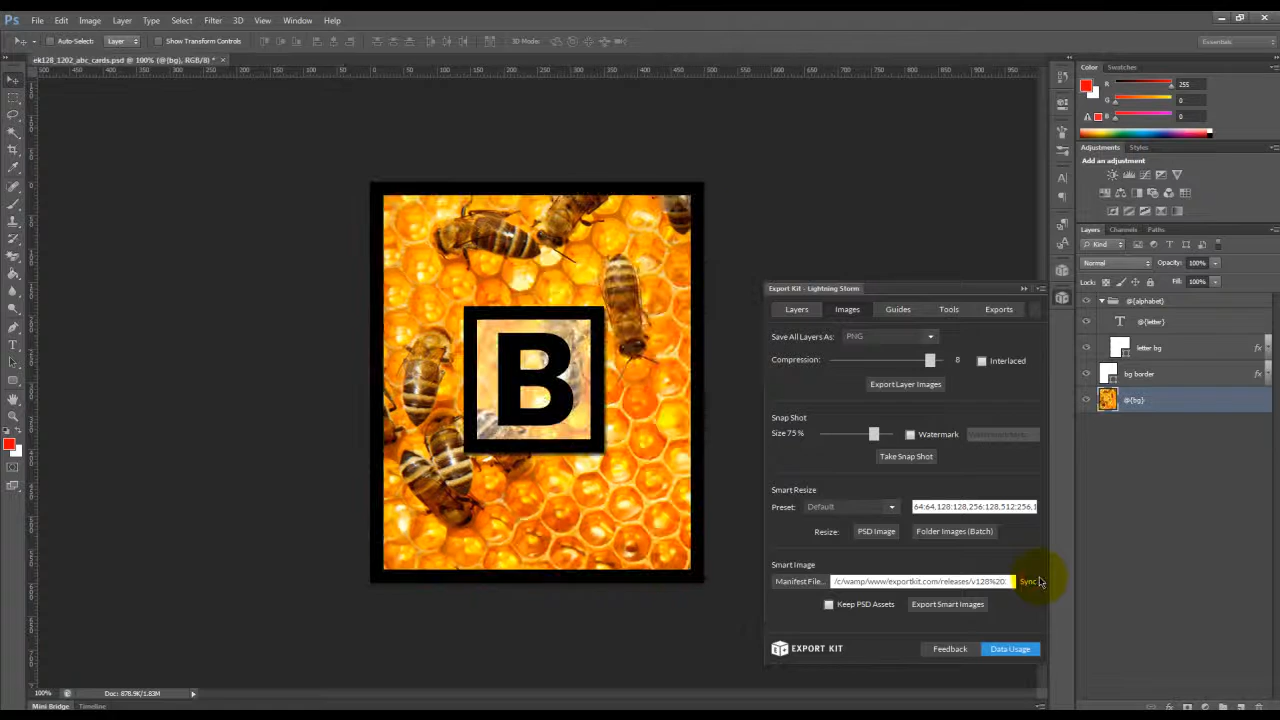 Ps File Edit Image Layer Type Select Filter 3D View Window Help
Auto-Select: Layer Show Transform Controls 3D Mode: Essentials
ek128_1202_abc_cards.psd @ 100% (@{bg}, RGB/8) *
Color Swatches
R 255
G 0
B 0
Adjustments Styles
Add an adjustment
Layers Channels Paths
Kind
Normal Opacity: 100%
Lock: Fill: 100%
@{alphabet}
T @{letter}
letter bg fx
bg border fx
@{bg}
B
Export Kit - Lightning Storm
Layers Images Guides Tools Exports
Save All Layers As: PNG
Compression: 8 Interlaced
Export Layer Images
Snap Shot
Size 75 % Watermark
Take Snap Shot
Smart Resize
Preset: Default 64:64,128:128,256:128,512:256,1
Resize: PSD Image Folder Images (Batch)
Smart Image
Manifest File... /c/wamp/www/exportkit.com/releases/v128%20 Sync
Keep PSD Assets Export Smart Images
EXPORT KIT Feedback Data Usage
100% Doc: 878.9K/1.83M
Mini Bridge Timeline